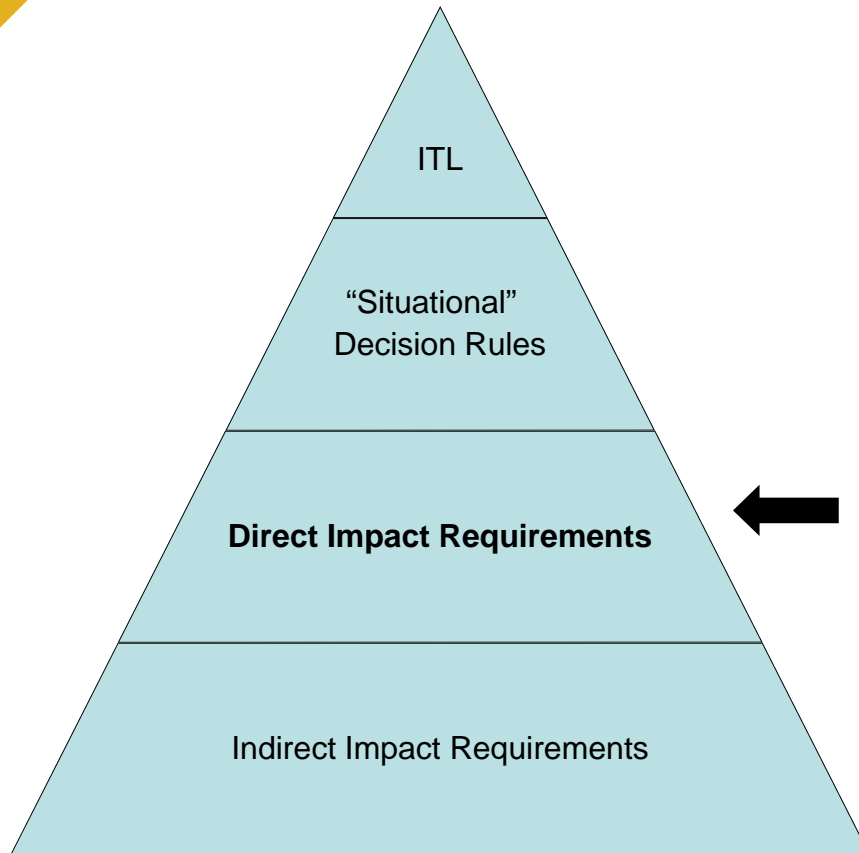 ITL
“Situational”
Decision Rules
Direct Impact Requirements
Indirect Impact Requirements